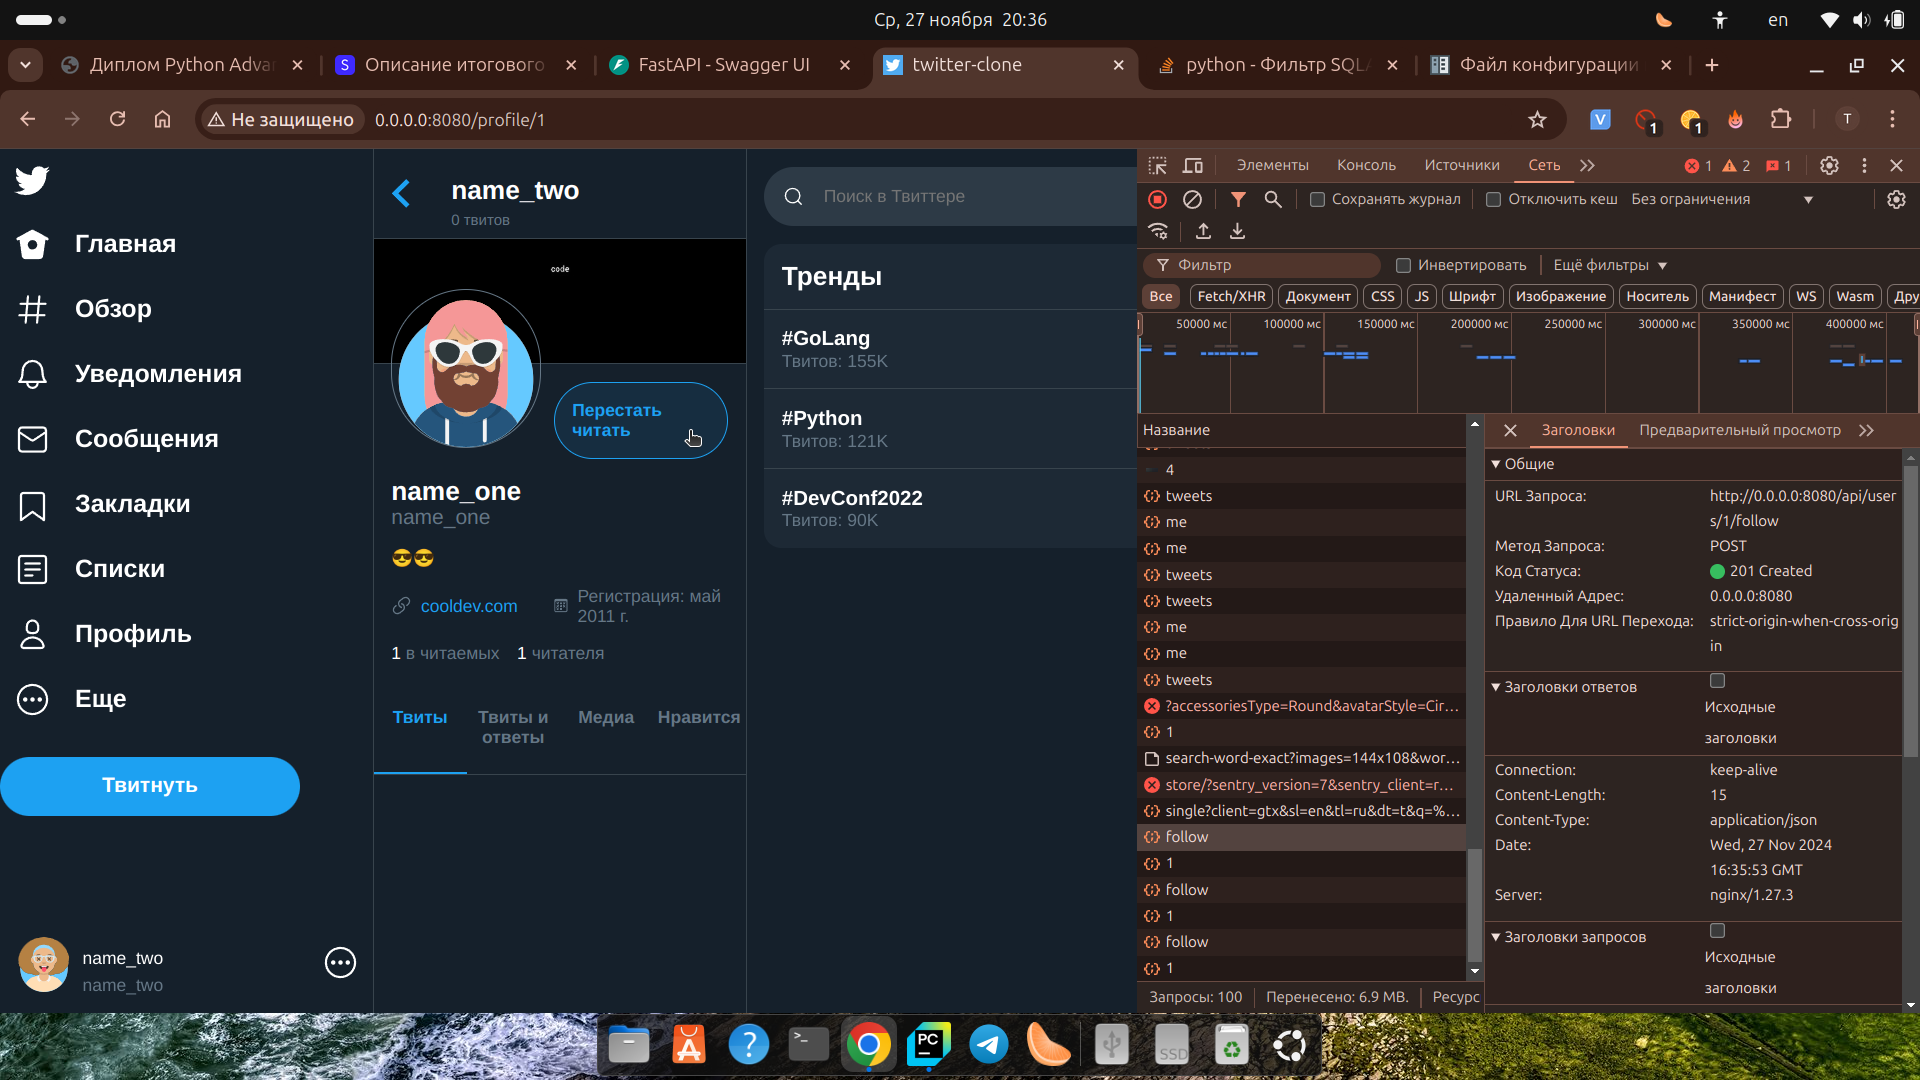 Ср, 27 ноября 20:36
en
Диплом Python Адva
Описание итогового
FastAPI - Swagger UI
twitter-clone
python - Фильтр SQL
Файл конфигурации
Не защищено
0.0.0.0:8080/profile/1
1
1
T
Главная
Обзор
Уведомления
Сообщения
Закладки
Списки
Профиль
Еще
Твитнуть
name_two
name_two
name_two
0 твитов
code
Перестать
читать
name_one
name_one
😎😎
cooldev.com
Регистрация: май
2011 г.
1 в читаемых 1 читателя
Твиты
Твиты и
ответы
Медиа
Нравится
Поиск в Твиттере
Тренды
#GoLang
Твитов: 155K
#Python
Твитов: 121K
#DevConf2022
Твитов: 90K
Элементы Консоль Источники Сеть 1 2 1
Сохранять журнал Отключить кеш Без ограничения
Фильтр Инвертировать Ещё фильтры
Все Fetch/XHR Документ CSS JS Шрифт Изображение Носитель Манифест WS Wasm Дру
50000 мс 100000 мс 150000 мс 200000 мс 250000 мс 300000 мс 350000 мс 400000 мс
Название
4
tweets
me
me
tweets
tweets
me
me
tweets
?accessoriesType=Round&avatarStyle=Cir...
1
search-word-exact?images=144x108&wor...
store/?sentry_version=7&sentry_client=r...
single?client=gtx&sl=en&tl=ru&dt=t&q=%...
follow
1
follow
1
follow
1
Запросы: 100 Перенесено: 6.9 MB. Ресурс
Заголовки Предварительный просмотр
Общие
URL Запроса: http://0.0.0.0:8080/api/user
s/1/follow
Метод Запроса: POST
Код Статуса: 201 Created
Удаленный Адрес: 0.0.0.0:8080
Правило Для URL Перехода: strict-origin-when-cross-orig
in
Заголовки ответов
Исходные
заголовки
Connection: keep-alive
Content-Length: 15
Content-Type: application/json
Date: Wed, 27 Nov 2024
16:35:53 GMT
Server: nginx/1.27.3
Заголовки запросов
Исходные
заголовки
PC
SSD